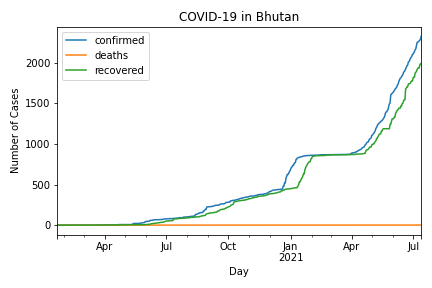 COVID-19 in Bhutan
confirmed
deaths
recovered
Number of Cases
2000
1500
1000
500
0
Apr
Jul
Oct
Jan
2021
Apr
Jul
Day